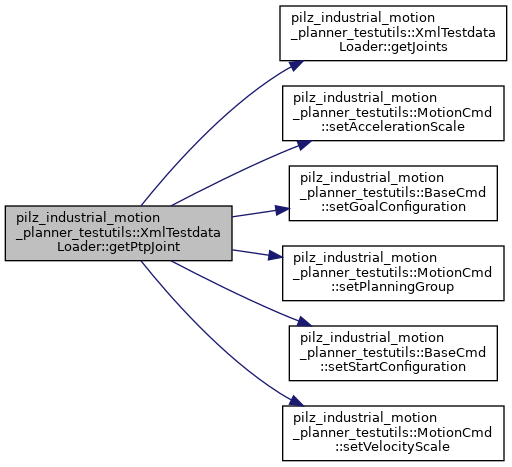 pilz_industrial_motion
_planner_testutils::XmlTestdata
Loader::getPtpJoint
pilz_industrial_motion
_planner_testutils::XmlTestdata
Loader::getJoints
pilz_industrial_motion
_planner_testutils::MotionCmd
::setAccelerationScale
pilz_industrial_motion
_planner_testutils::BaseCmd
::setGoalConfiguration
pilz_industrial_motion
_planner_testutils::MotionCmd
::setPlanningGroup
pilz_industrial_motion
_planner_testutils::BaseCmd
::setStartConfiguration
pilz_industrial_motion
_planner_testutils::MotionCmd
::setVelocityScale